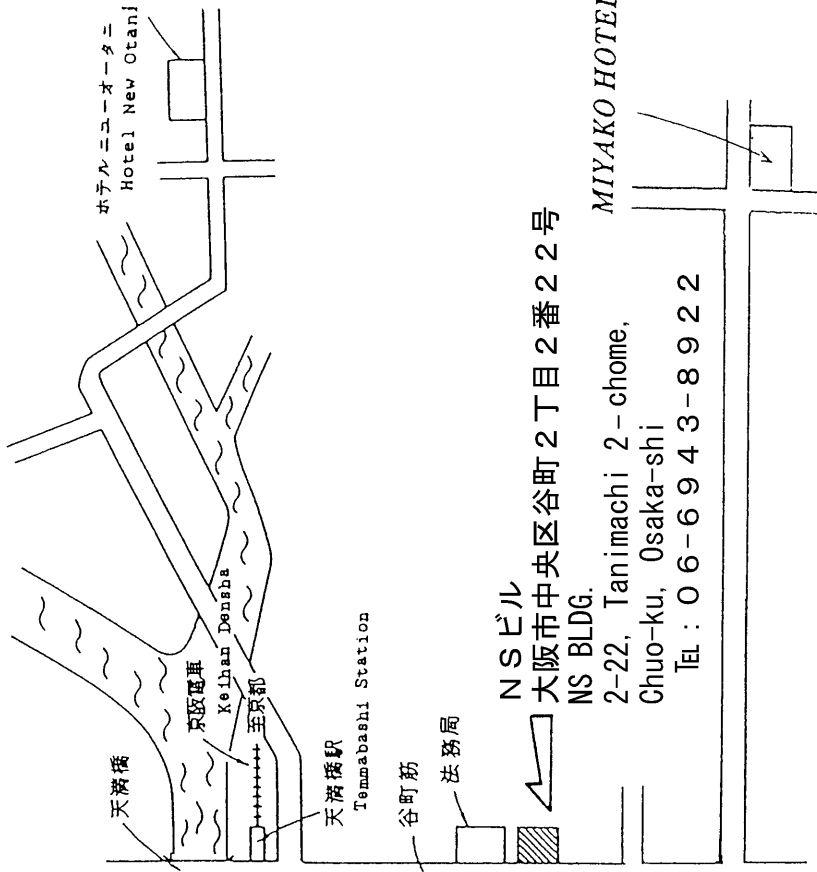 ホテルニューオータニ
Hotel New Otani
天満橋
京阪電車
Keihan Densha
至京都
天満橋駅
Temmabashi Station
谷町筋
法務局
NSビル
大阪市中央区谷町2丁目2番22号
NS BLDG.
2-22, Tanimachi 2-chome,
Chuo-ku, Osaka-shi
TEL:06-6943-8922
MIYAKO HOTEL